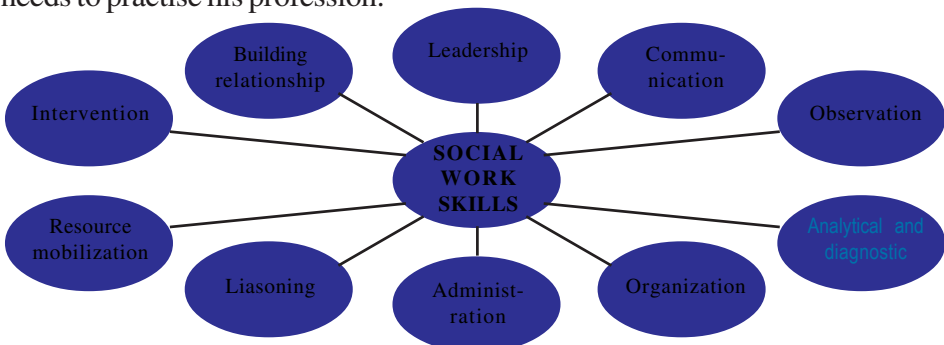 needs to practise his profession.
Building
relationship
Leadership
Commu-
nication
Intervention
Observation
SOCIAL
WORK
SKILLS
Resource
mobilization
Analytical and
diagnostic
Liasoning
Administ-
ration
Organization